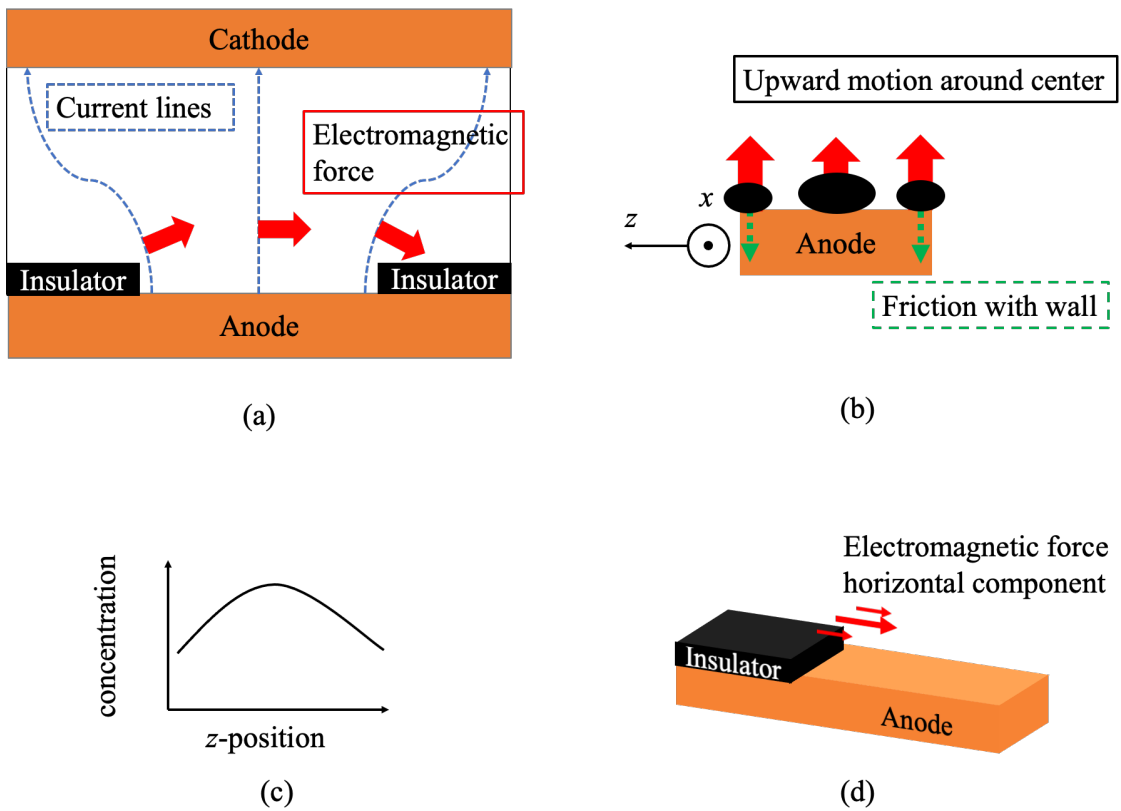 Cathode
Current lines
Electromagnetic
force
Insulator
Insulator
Anode
(a)
Upward motion around center
x
z
Anode
Friction with wall
(b)
concentration
z-position
(c)
Electromagnetic force
horizontal component
Insulator
Anode
(d)